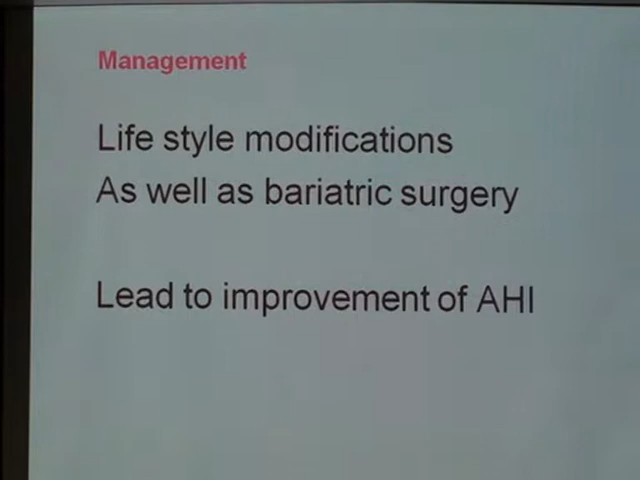 Management
Life style modifications
As well as bariatric surgery
Lead to improvement of AHI